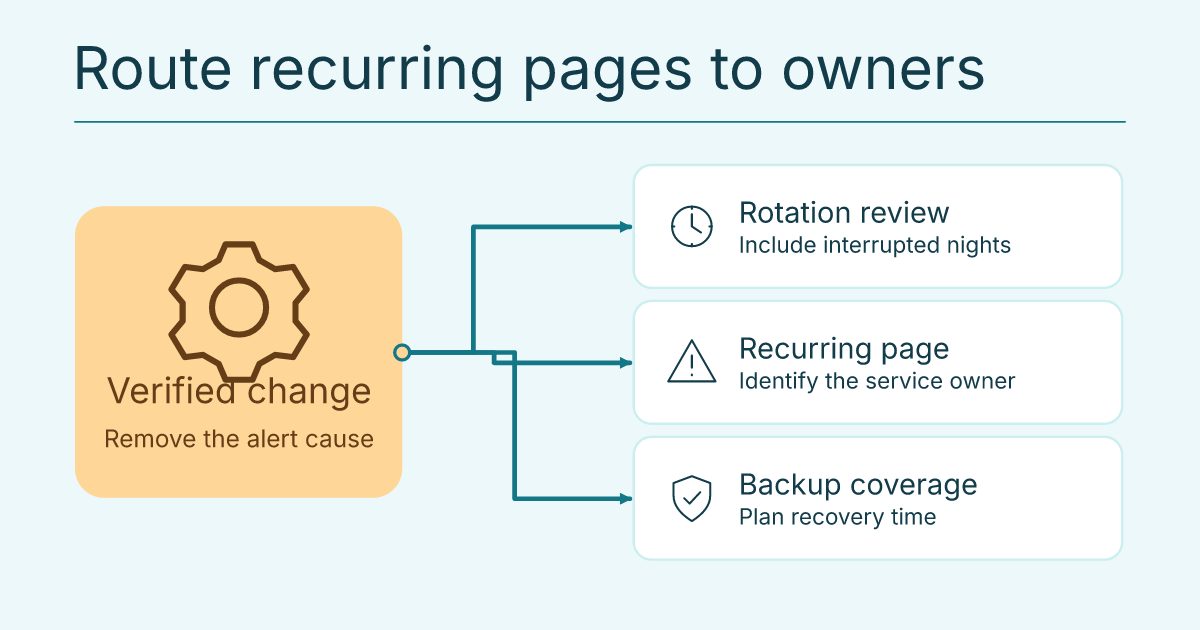 Route recurring pages to owners
Verified change
Remove the alert cause
Rotation review
Include interrupted nights
Recurring page
Identify the service owner
Backup coverage
Plan recovery time